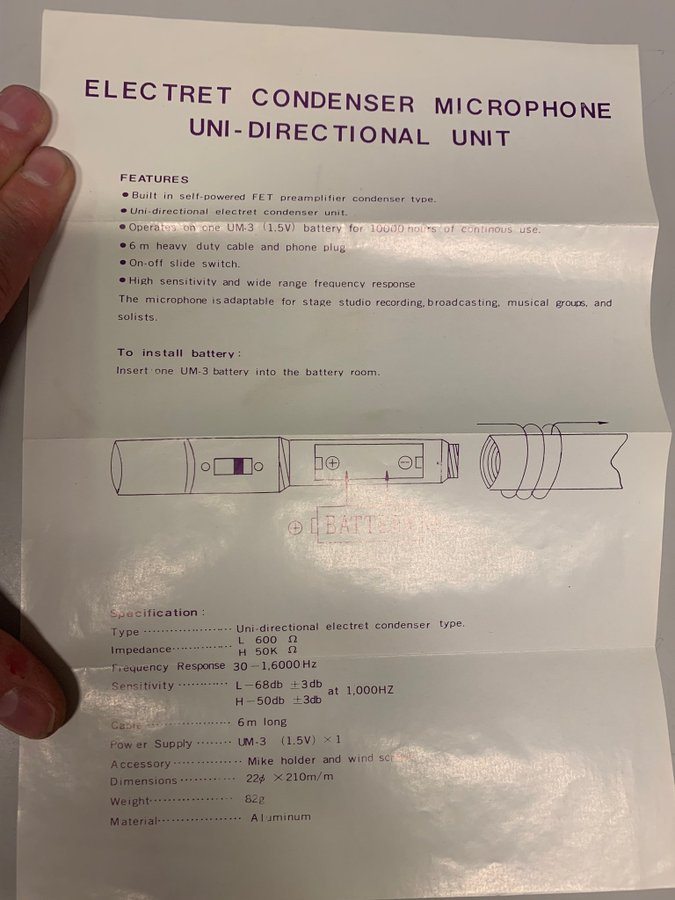 ELECTRET CONDENSER MICROPHONE
UNI-DIRECTIONAL UNIT
FEATURES
● Built in self-powered FET preamplifier condenser type.
● Uni-directional electret condenser unit.
● Operates on one UM-3 (1.5V) battery for 10000 hours of continous use.
● 6 m heavy duty cable and phone plug
● On-off slide switch.
● High sensitivity and wide range frequency response
The microphone is adaptable for stage studio recording, broadcasting, musical groups, and
solists.
To install battery:
Insert one UM-3 battery into the battery room.
⊕ ⊖
⊕ BATTERY
Specification:
Type ····················· Uni-directional electret condenser type.
Impedance ·············· L 600 Ω
H 50K Ω
Frequency Response 30-1,6000Hz
Sensitivity ············ L-68db ±3db at 1,000HZ
H-50db ±3db
Cable ···················· 6m long
Power Supply ········ UM-3 (1.5V) ×1
Accessory ··············· Mike holder and wind
Dimensions ············ 22ϕ ×210m/m
Weight ··················· 82g
Material ··················· Aluminum